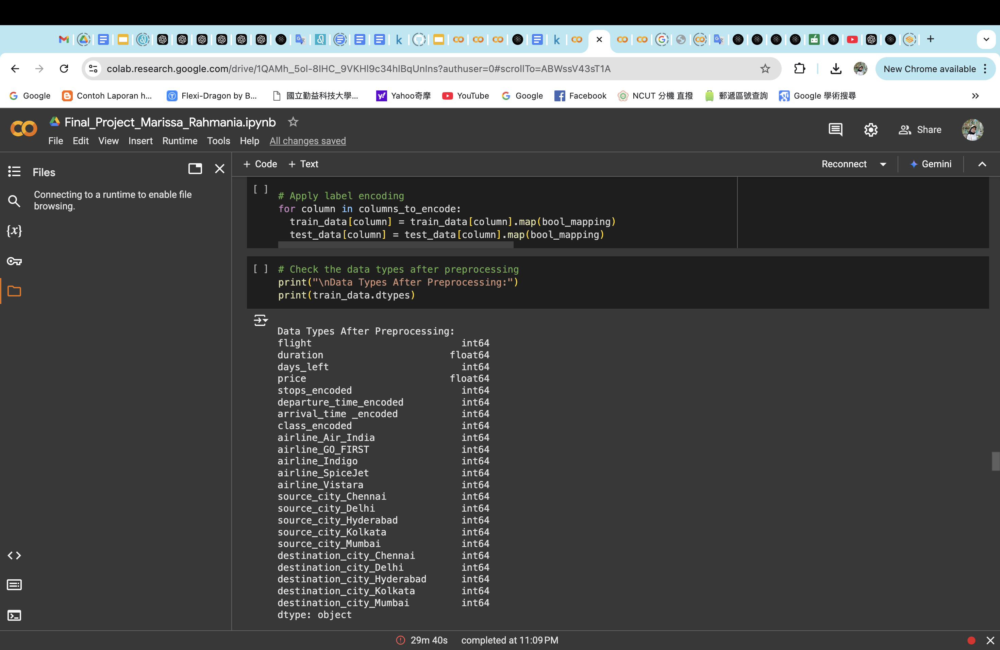 colab.research.google.com/drive/1QAMh_5ol-8IHC_9VKHl9c34hlBqUnIns?authuser=0#scrollTo=ABWssV43sT1A
New Chrome available
Google
Contoh Laporan h...
Flexi-Dragon by B...
國立勤益科技大學...
Yahoo奇摩
YouTube
Google
Facebook
NCUT 分機 直撥
郵遞區號查詢
Google 學術搜尋
Final_Project_Marissa_Rahmania.ipynb
File Edit View Insert Runtime Tools Help All changes saved
Share
Files
Connecting to a runtime to enable file
browsing.
+ Code + Text
Reconnect
Gemini
[ ]
# Apply label encoding
for column in columns_to_encode:
  train_data[column] = train_data[column].map(bool_mapping)
  test_data[column] = test_data[column].map(bool_mapping)
[ ] # Check the data types after preprocessing
print("\nData Types After Preprocessing:")
print(train_data.dtypes)
Data Types After Preprocessing:
flight int64
duration float64
days_left int64
price float64
stops_encoded int64
departure_time_encoded int64
arrival_time _encoded int64
class_encoded int64
airline_Air_India int64
airline_GO_FIRST int64
airline_Indigo int64
airline_SpiceJet int64
airline_Vistara int64
source_city_Chennai int64
source_city_Delhi int64
source_city_Hyderabad int64
source_city_Kolkata int64
source_city_Mumbai int64
destination_city_Chennai int64
destination_city_Delhi int64
destination_city_Hyderabad int64
destination_city_Kolkata int64
destination_city_Mumbai int64
dtype: object
29m 40s completed at 11:09 PM